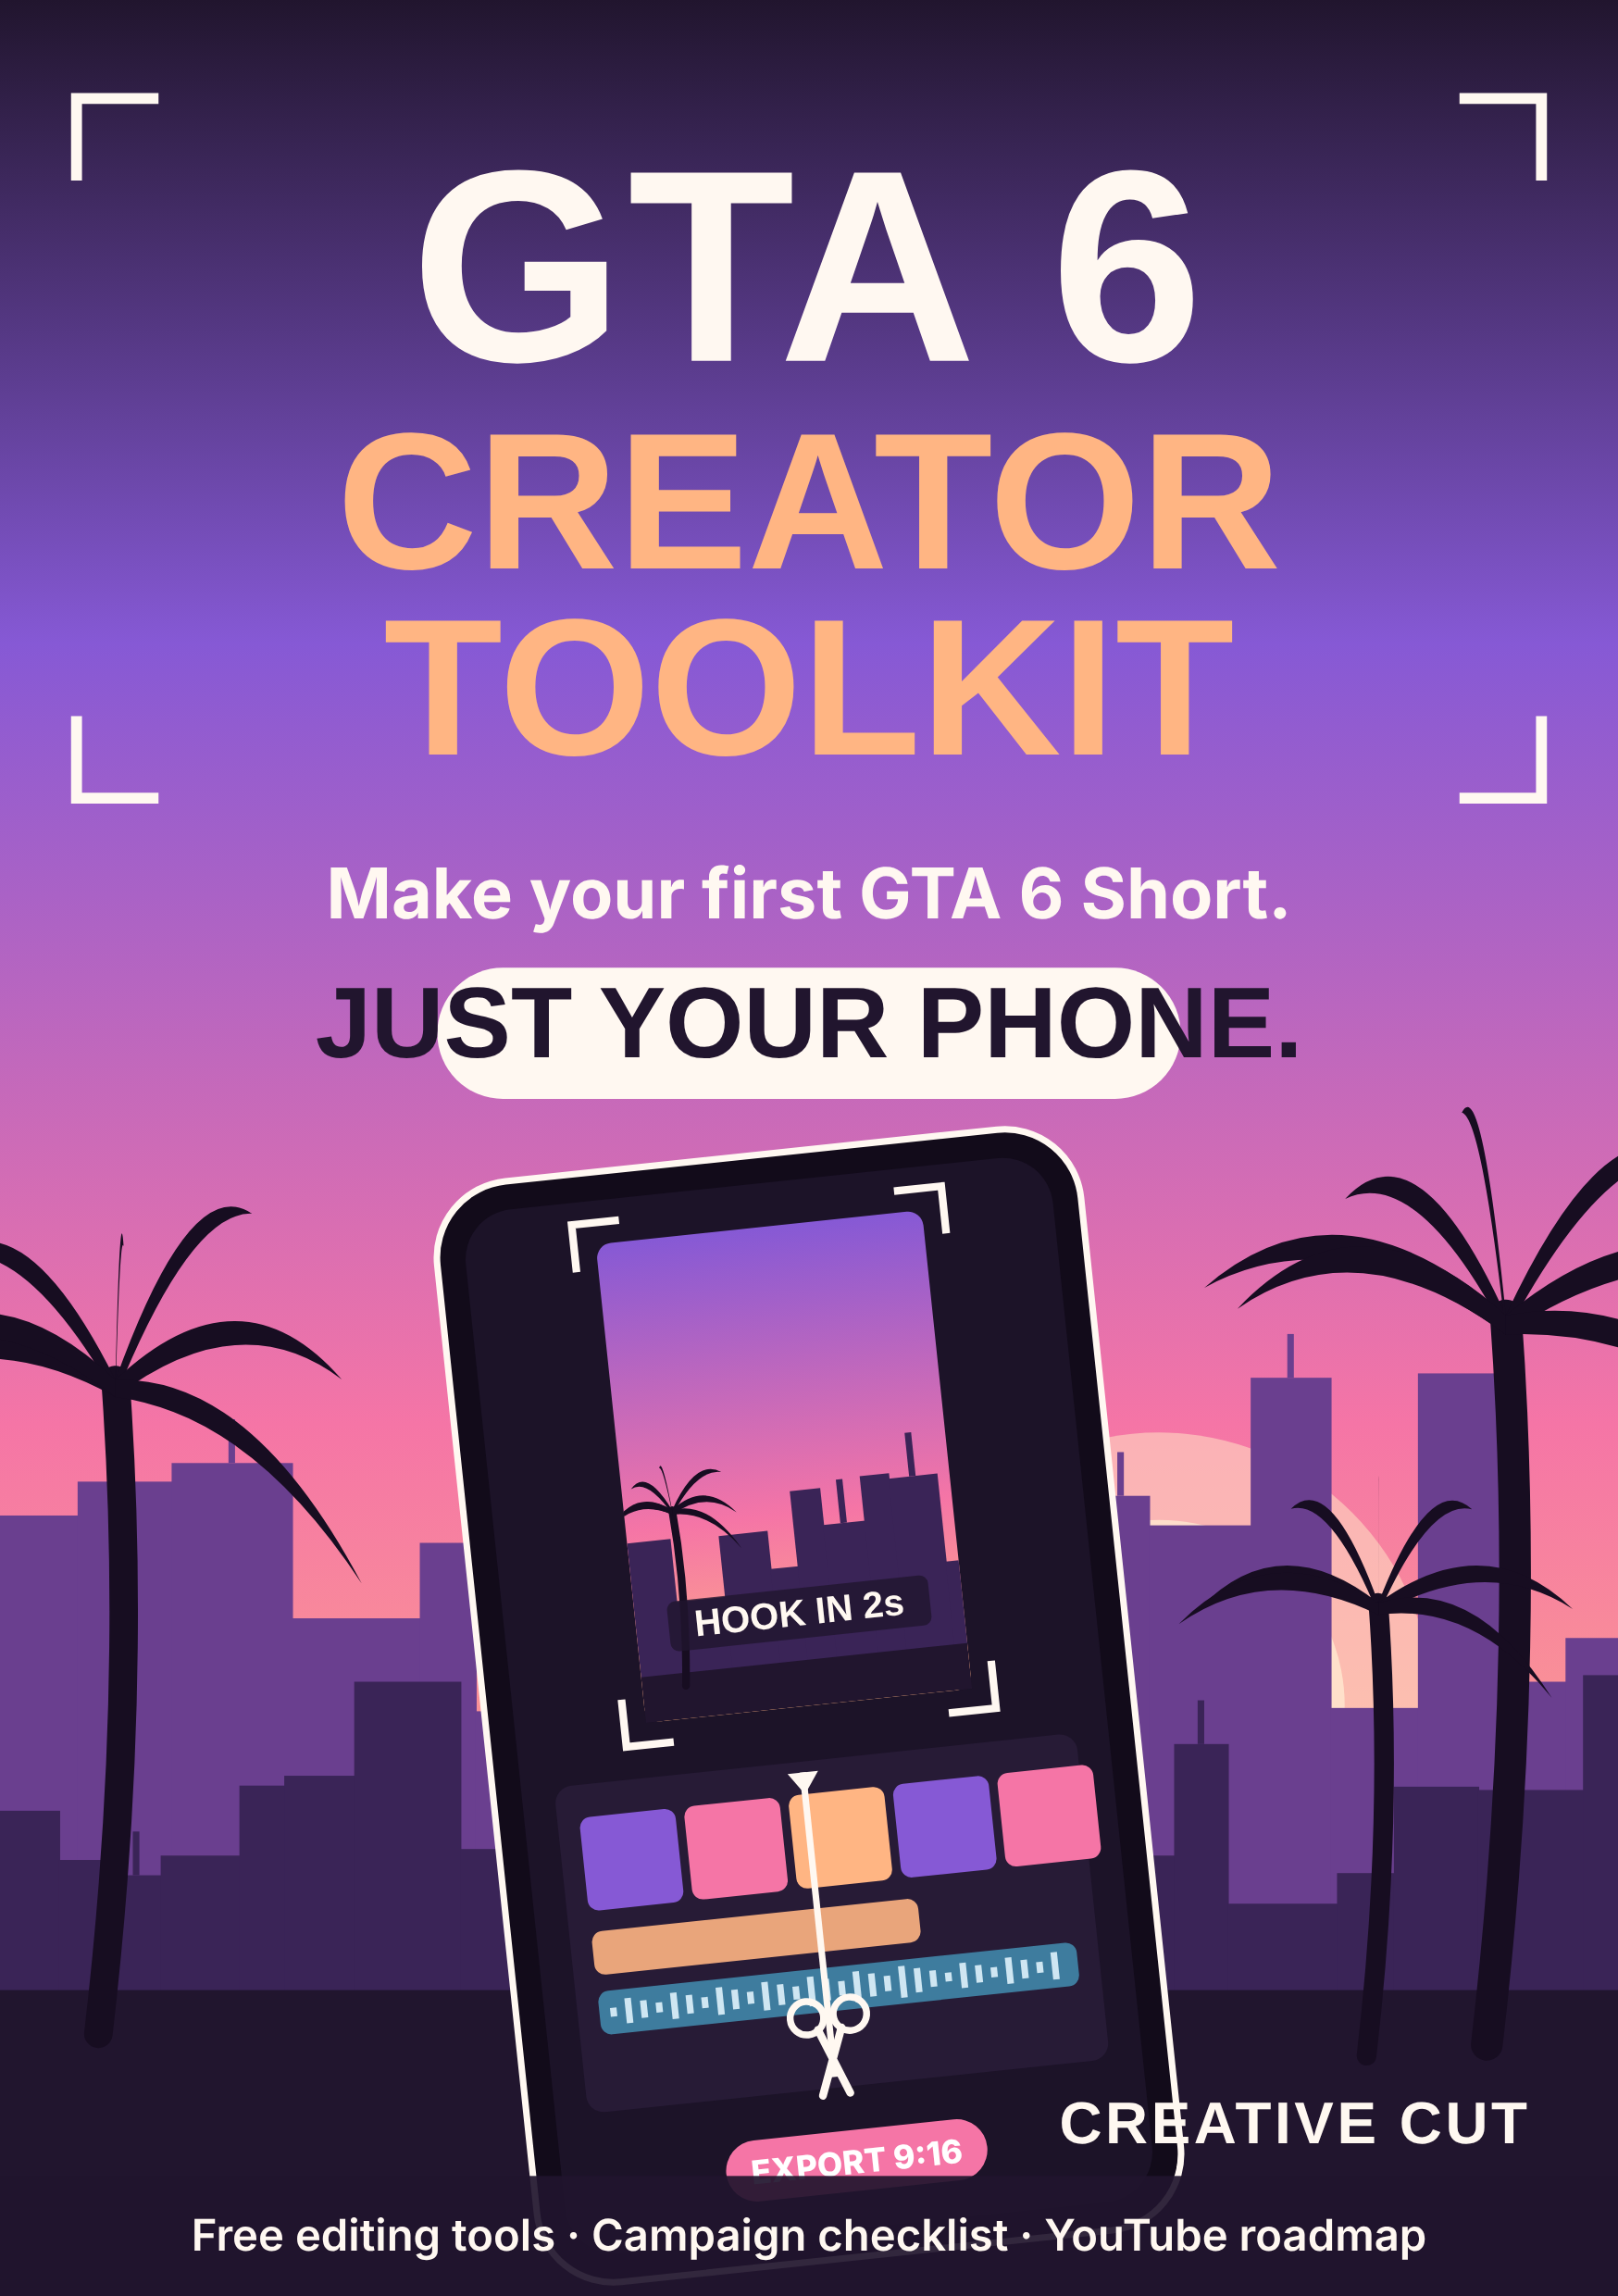 GTA 6
CREATOR
TOOLKIT
Make your first GTA 6 Short.
JUST YOUR PHONE.
HOOK IN 2s
EXPORT 9:16
CREATIVE CUT
Free editing tools · Campaign checklist · YouTube roadmap